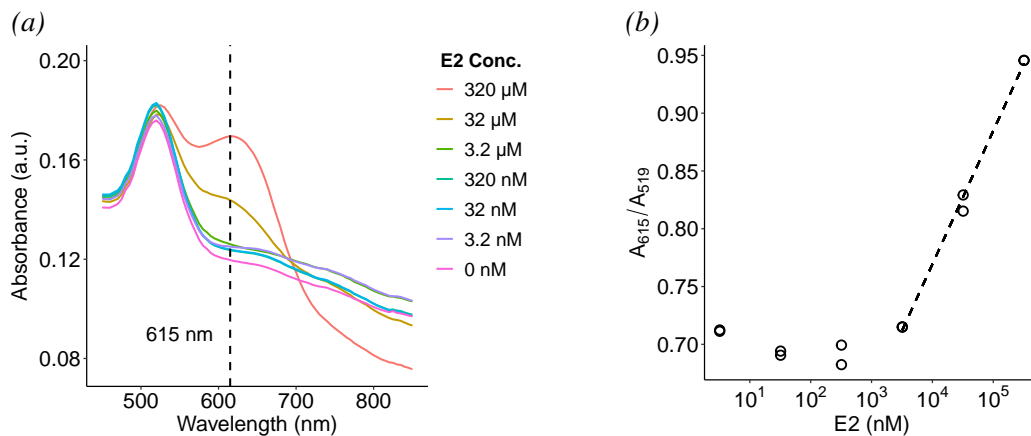 (a)
0.20
0.16
0.12
0.08
Absorbance (a.u.)
500
600
700
800
Wavelength (nm)
615 nm
E2 Conc.
320 µM
32 µM
3.2 µM
320 nM
32 nM
3.2 nM
0 nM
(b)
0.95
0.90
0.85
0.80
0.75
0.70
A₆₁₅/A₅₁₉
10¹
10²
10³
10⁴
10⁵
E2 (nM)